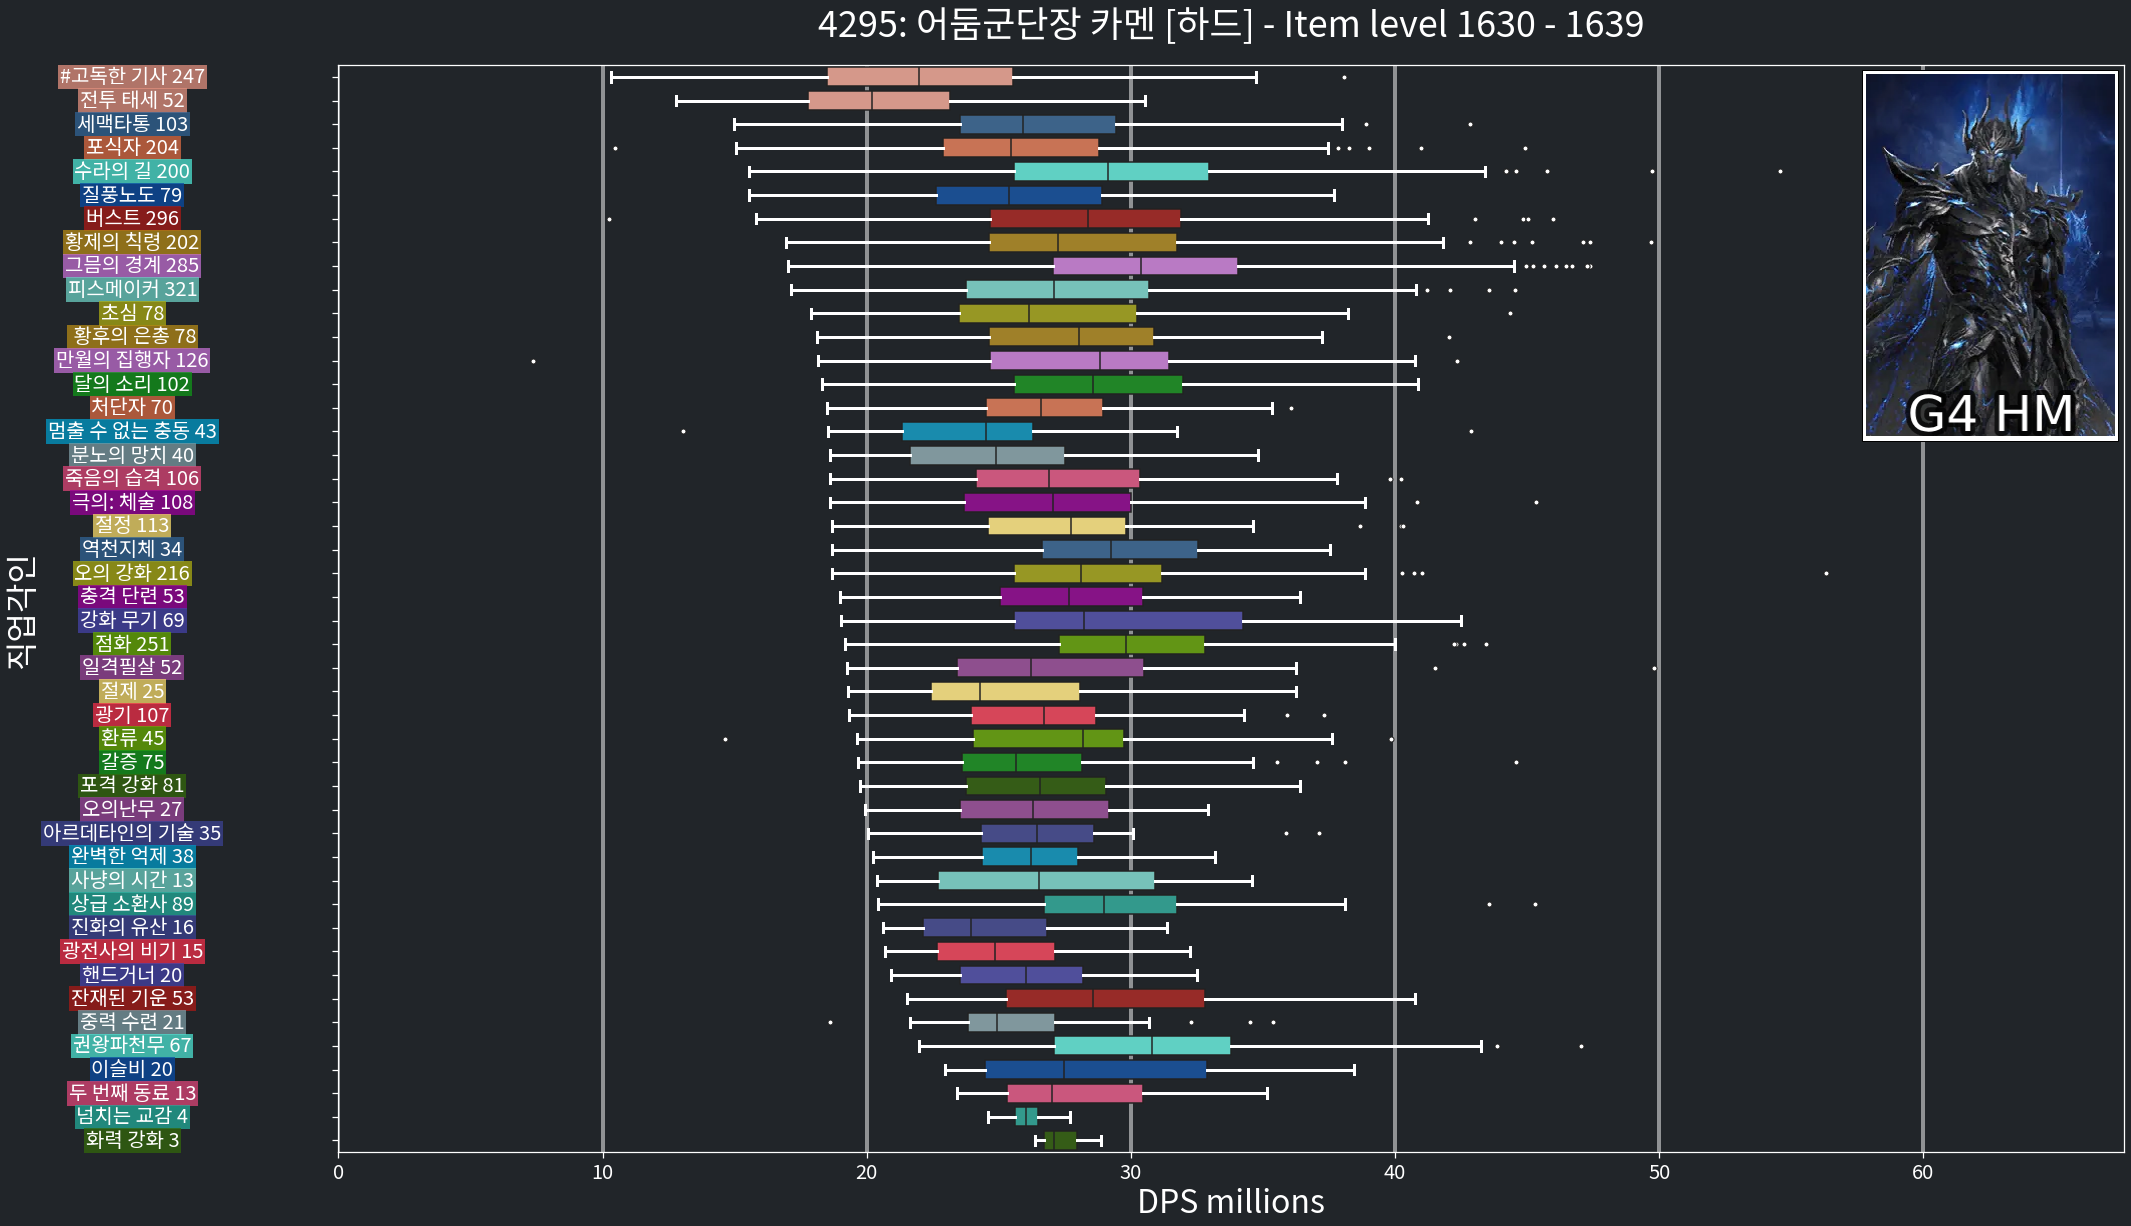 4295: 어둠군단장 카멘 [하드] - Item level 1630 - 1639
#고독한 기사 247
전투 태세 52
세맥타통 103
포식자 204
수라의 길 200
질풍노도 79
버스트 296
황제의 칙령 202
그믐의 경계 285
피스메이커 321
초심 78
황후의 은총 78
만월의 집행자 126
달의 소리 102
처단자 70
멈출 수 없는 충동 43
분노의 망치 40
죽음의 습격 106
극의: 체술 108
절정 113
역천지체 34
오의 강화 216
충격 단련 53
강화 무기 69
점화 251
일격필살 52
절제 25
광기 107
환류 45
갈증 75
포격 강화 81
오의난무 27
아르데타인의 기술 35
완벽한 억제 38
사냥의 시간 13
상급 소환사 89
진화의 유산 16
광전사의 비기 15
핸드거너 20
잔재된 기운 53
중력 수련 21
권왕파천무 67
이슬비 20
두 번째 동료 13
넘치는 교감 4
화력 강화 3
직업각인
0 10 20 30 40 50 60
DPS millions
G4 HM